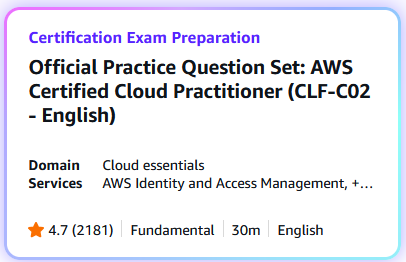 Certification Exam Preparation
Official Practice Question Set: AWS
Certified Cloud Practitioner (CLF-C02
- English)
Domain Cloud essentials
Services AWS Identity and Access Management, +...
4.7 (2181) Fundamental 30m English